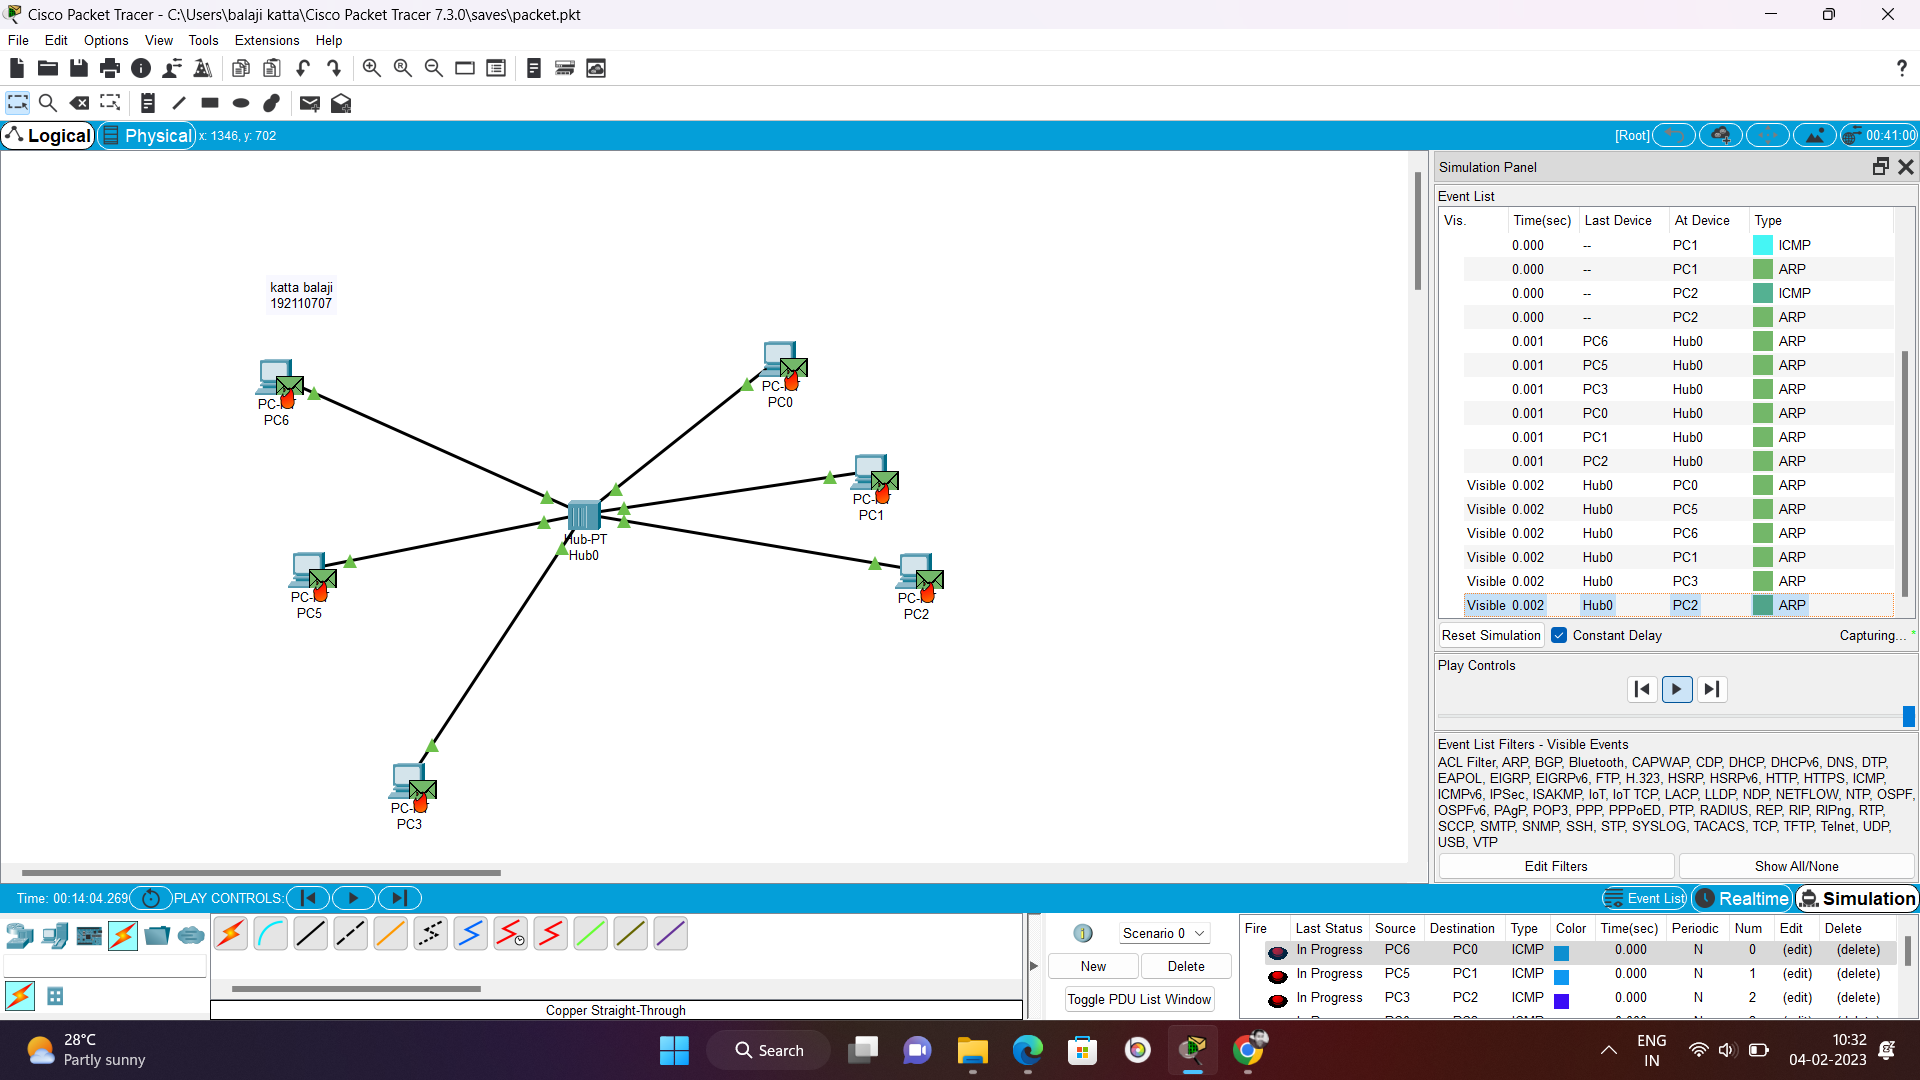 Cisco Packet Tracer - C:\Users\balaji katta\Cisco Packet Tracer 7.3.0\saves\packet.pkt
File Edit Options View Tools Extensions Help
Logical Physical x: 1346, y: 702 [Root] 00:41:00
katta balaji
192110707
PC6
PC0
PC1
Hub-PT
Hub0
PC5
PC2
PC3
Simulation Panel
Event List
Vis. Time(sec) Last Device At Device Type
0.000 -- PC1 ICMP
0.000 -- PC1 ARP
0.000 -- PC2 ICMP
0.000 -- PC2 ARP
0.001 PC6 Hub0 ARP
0.001 PC5 Hub0 ARP
0.001 PC3 Hub0 ARP
0.001 PC0 Hub0 ARP
0.001 PC1 Hub0 ARP
0.001 PC2 Hub0 ARP
Visible 0.002 Hub0 PC0 ARP
Visible 0.002 Hub0 PC5 ARP
Visible 0.002 Hub0 PC6 ARP
Visible 0.002 Hub0 PC1 ARP
Visible 0.002 Hub0 PC3 ARP
Visible 0.002 Hub0 PC2 ARP
Reset Simulation Constant Delay Capturing...
Play Controls
Event List Filters - Visible Events
ACL Filter, ARP, BGP, Bluetooth, CAPWAP, CDP, DHCP, DHCPv6, DNS, DTP,
EAPOL, EIGRP, EIGRPv6, FTP, H.323, HSRP, HSRPv6, HTTP, HTTPS, ICMP,
ICMPv6, IPSec, ISAKMP, IoT, IoT TCP, LACP, LLDP, NDP, NETFLOW, NTP, OSPF,
OSPFv6, PAgP, POP3, PPP, PPPoED, PTP, RADIUS, REP, RIP, RIPng, RTP,
SCCP, SMTP, SNMP, SSH, STP, SYSLOG, TACACS, TCP, TFTP, Telnet, UDP,
USB, VTP
Edit Filters Show All/None
Time: 00:14:04.269 PLAY CONTROLS: Event List Realtime Simulation
Copper Straight-Through
Scenario 0
New Delete
Toggle PDU List Window
Fire Last Status Source Destination Type Color Time(sec) Periodic Num Edit Delete
In Progress PC6 PC0 ICMP 0.000 N 0 (edit) (delete)
In Progress PC5 PC1 ICMP 0.000 N 1 (edit) (delete)
In Progress PC3 PC2 ICMP 0.000 N 2 (edit) (delete)
28°C
Partly sunny
Search
ENG
IN
10:32
04-02-2023